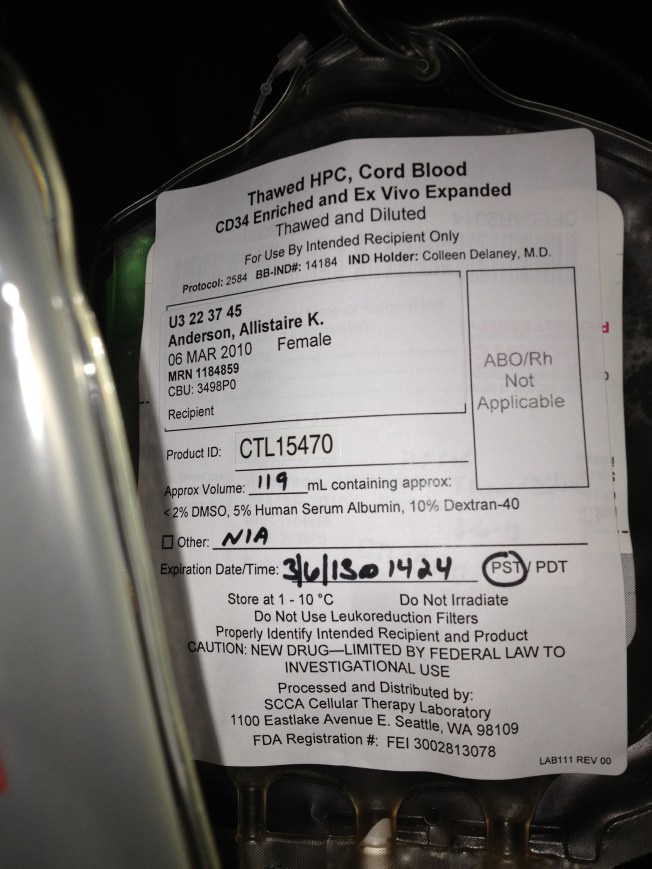 Thawed HPC, Cord Blood
CD34 Enriched and Ex Vivo Expanded
Thawed and Diluted
For Use By Intended Recipient Only
Protocol: 2584 BB-IND#: 14184 IND Holder: Colleen Delaney, M.D.
U3 22 37 45
Anderson, Allistaire K.
06 MAR 2010 Female
MRN 1184859
CBU: 3498P0
Recipient
ABO/Rh
Not
Applicable
Product ID: CTL15470
Approx Volume: 119 mL containing approx:
<2% DMSO, 5% Human Serum Albumin, 10% Dextran-40
Other: N/A
Expiration Date/Time: 3/6/13 @ 1424 PST / PDT
Store at 1 - 10 °C Do Not Irradiate
Do Not Use Leukoreduction Filters
Properly Identify Intended Recipient and Product
CAUTION: NEW DRUG—LIMITED BY FEDERAL LAW TO
INVESTIGATIONAL USE
Processed and Distributed by:
SCCA Cellular Therapy Laboratory
1100 Eastlake Avenue E. Seattle, WA 98109
FDA Registration #: FEI 3002813078
LAB111 REV 00